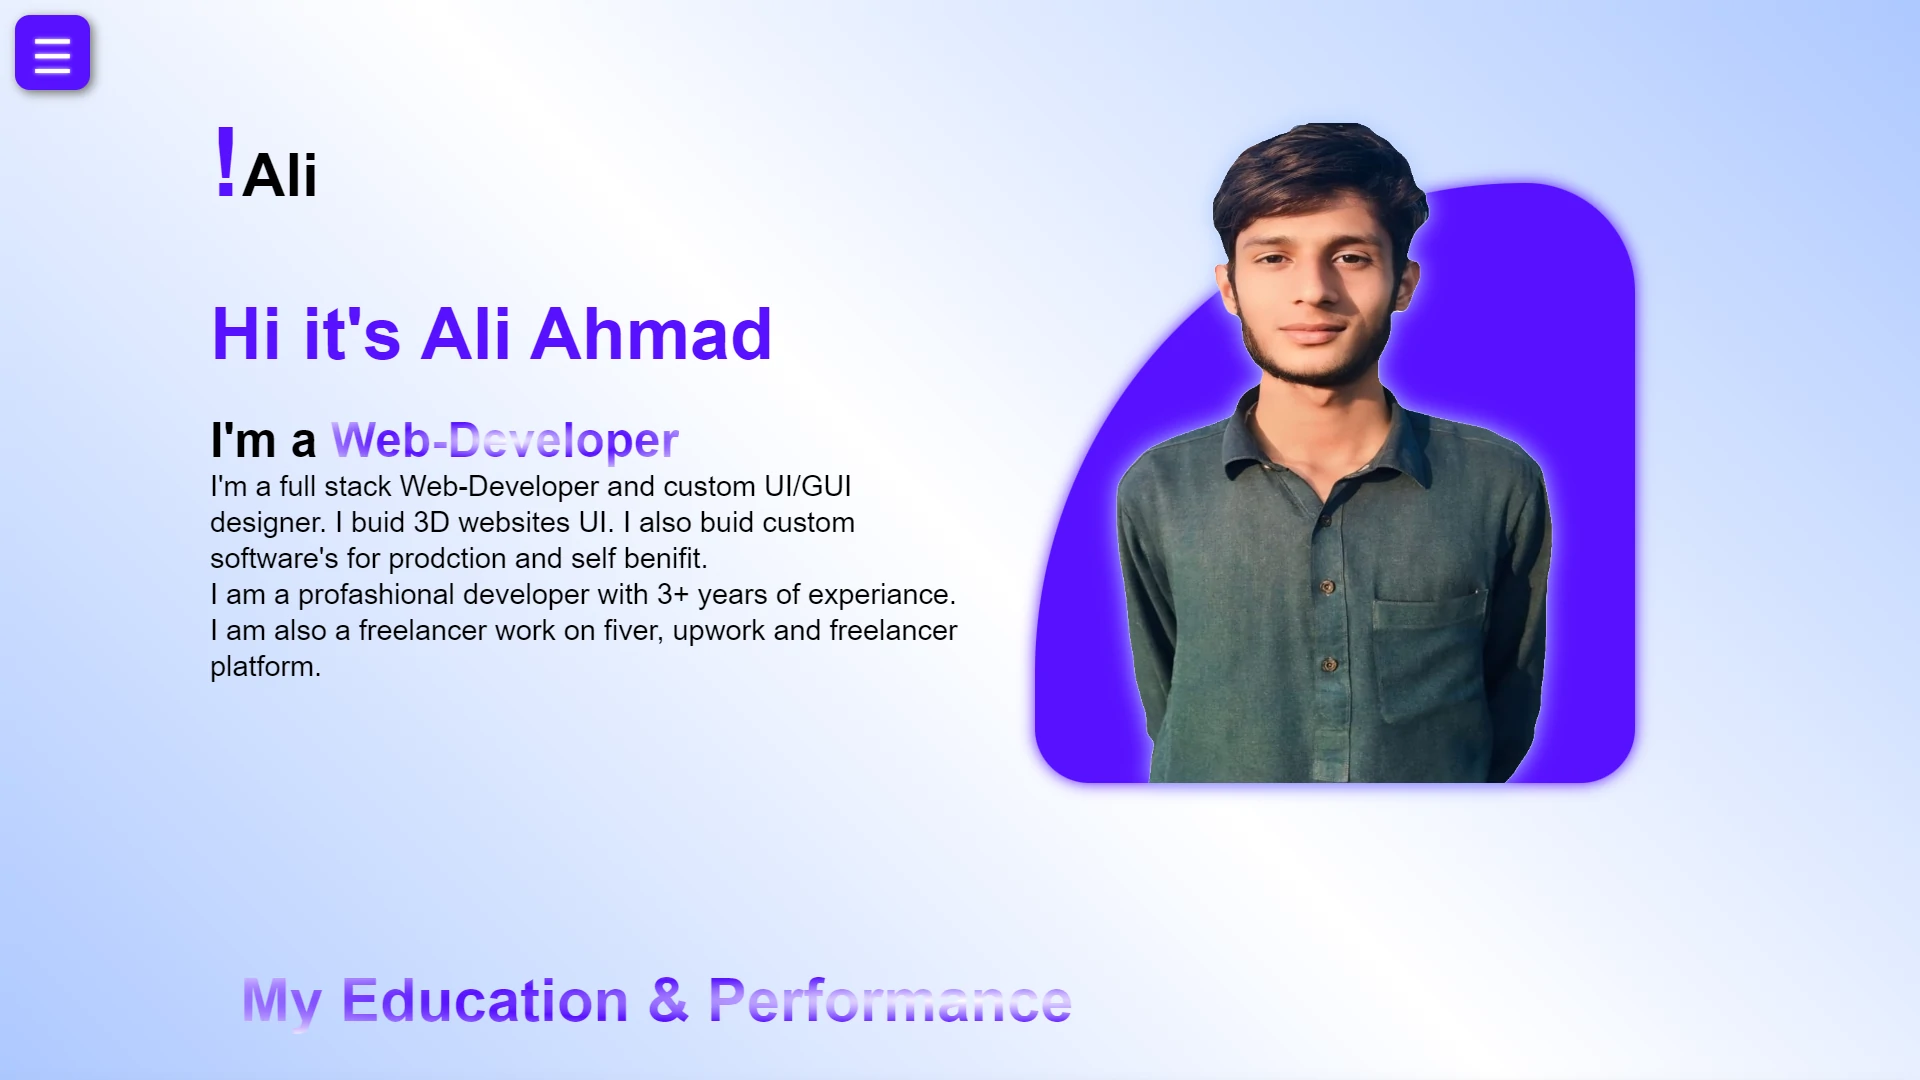 !Ali
Hi it's Ali Ahmad
I'm a Web-Developer
I'm a full stack Web-Developer and custom UI/GUI
designer. I buid 3D websites UI. I also buid custom
software's for prodction and self benifit.
I am a profashional developer with 3+ years of experiance.
I am also a freelancer work on fiver, upwork and freelancer
platform.
My Education & Performance